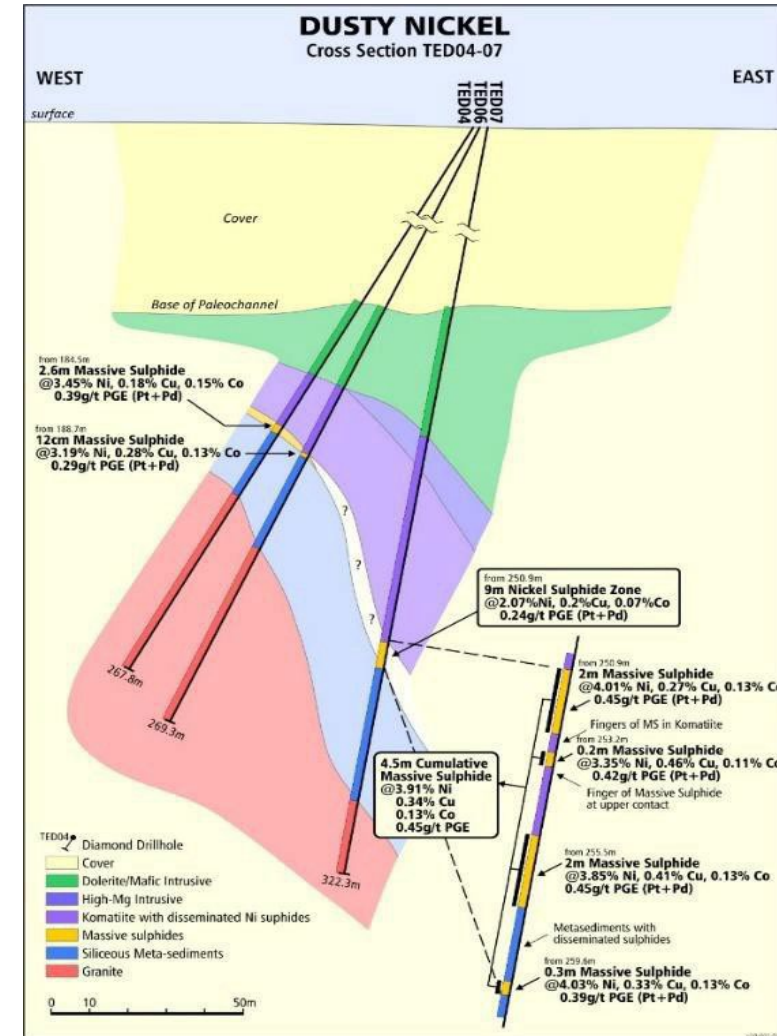 DUSTY NICKEL
Cross Section TED04-07
WEST
EAST
TED04
TED06
TED07
surface
Cover
Base of Paleochannel
from 184.5m
2.6m Massive Sulphide
@3.45% Ni, 0.18% Cu, 0.15% Co
0.39g/t PGE (Pt+Pd)
from 188.7m
12cm Massive Sulphide
@3.19% Ni, 0.28% Cu, 0.13% Co
0.29g/t PGE (Pt+Pd)
?
?
?
from 250.9m
9m Nickel Sulphide Zone
@2.07%Ni, 0.2%Cu, 0.07%Co
0.24g/t PGE (Pt+Pd)
267.8m
269.3m
322.3m
from 250.9m
2m Massive Sulphide
@4.01% Ni, 0.27% Cu, 0.13% Co
0.45g/t PGE (Pt+Pd)
Fingers of MS in Komatiite
from 253.2m
0.2m Massive Sulphide
@3.35% Ni, 0.46% Cu, 0.11% Co
0.42g/t PGE (Pt+Pd)
Finger of Massive Sulphide
at upper contact
4.5m Cumulative
Massive Sulphide
@3.91% Ni
0.34% Cu
0.13% Co
0.45g/t PGE
from 255.5m
2m Massive Sulphide
@3.85% Ni, 0.41% Cu, 0.13% Co
0.45g/t PGE (Pt+Pd)
Metasediments with
disseminated sulphides
from 259.6m
0.3m Massive Sulphide
@4.03% Ni, 0.33% Cu, 0.13% Co
0.39g/t PGE (Pt+Pd)
TED04
Diamond Drillhole
Cover
Dolerite/Mafic Intrusive
High-Mg Intrusive
Komatiite with disseminated Ni suphides
Massive sulphides
Siliceous Meta-sediments
Granite
0 10 50m